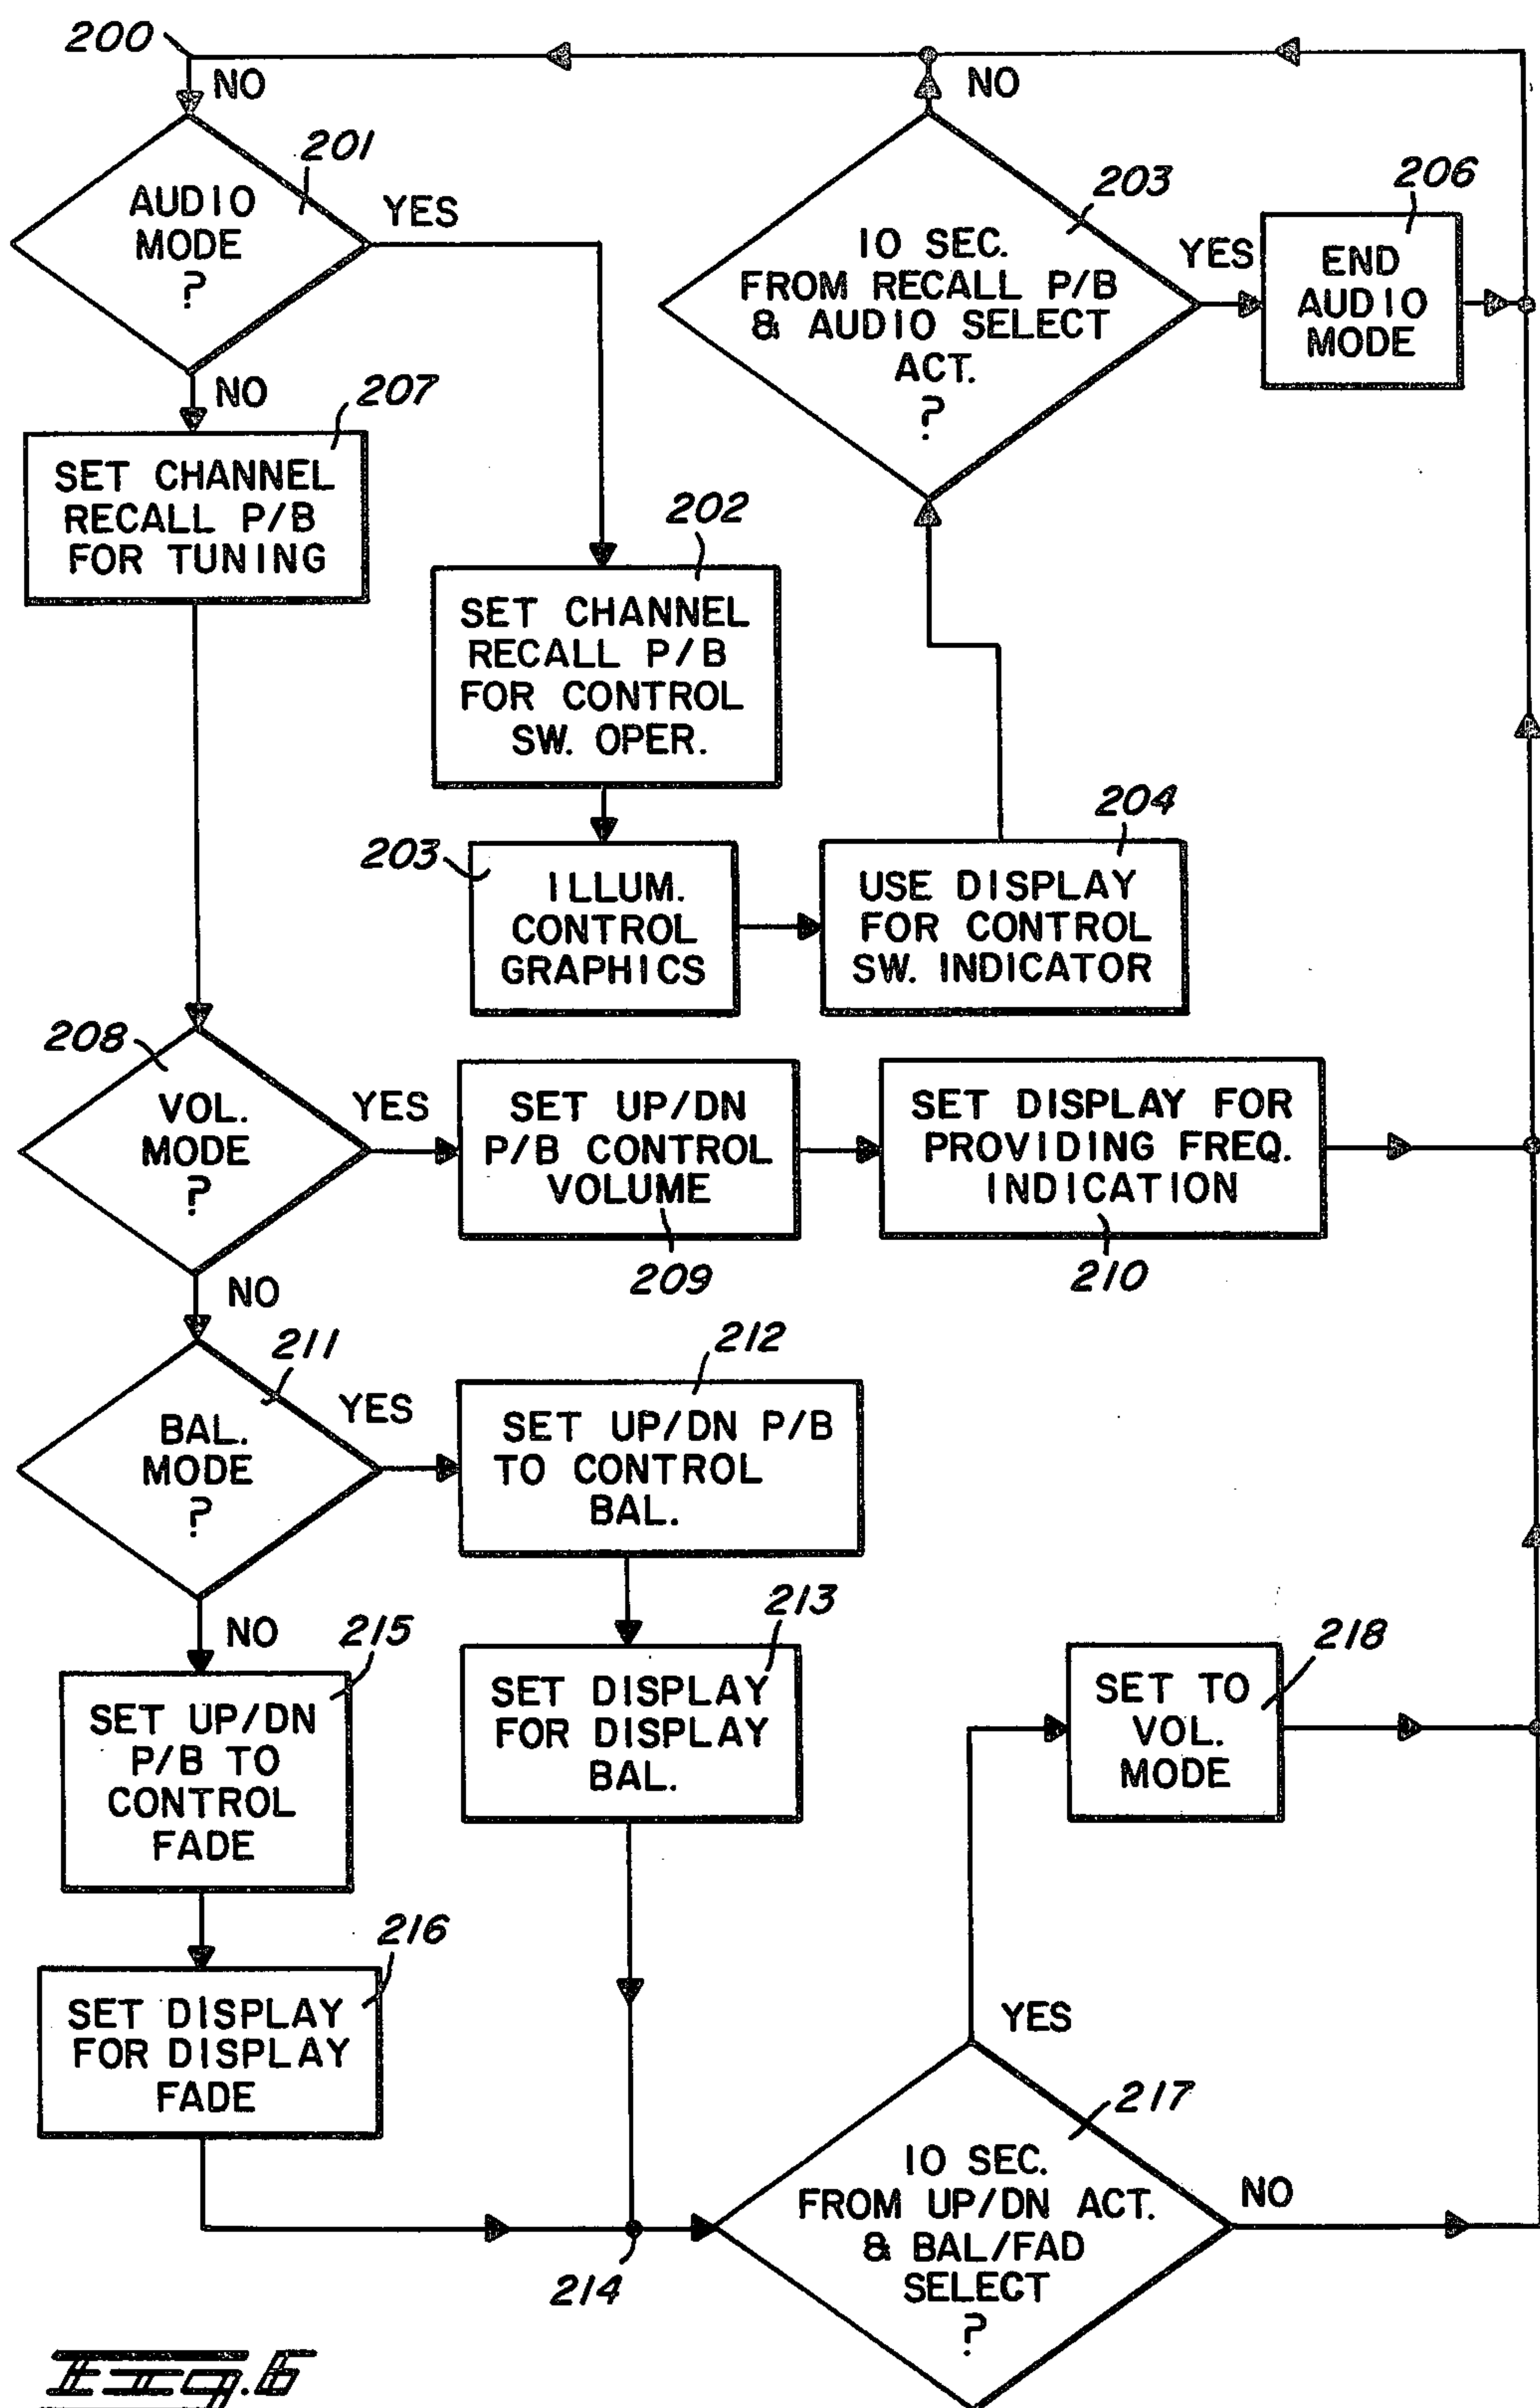 200
NO
201
AUDIO
MODE
?
YES
NO
203
10 SEC.
FROM RECALL P/B
& AUDIO SELECT
ACT.
?
YES
206
END
AUDIO
MODE
NO
207
SET CHANNEL
RECALL P/B
FOR TUNING
202
SET CHANNEL
RECALL P/B
FOR CONTROL
SW. OPER.
203
ILLUM.
CONTROL
GRAPHICS
204
USE DISPLAY
FOR CONTROL
SW. INDICATOR
208
VOL.
MODE
?
YES
SET UP/DN
P/B CONTROL
VOLUME
209
SET DISPLAY FOR
PROVIDING FREQ.
INDICATION
210
NO
211
BAL.
MODE
?
YES
212
SET UP/DN P/B
TO CONTROL
BAL.
NO
215
SET UP/DN
P/B TO
CONTROL
FADE
213
SET DISPLAY
FOR DISPLAY
BAL.
218
SET TO
VOL.
MODE
216
SET DISPLAY
FOR DISPLAY
FADE
214
YES
217
10 SEC.
FROM UP/DN ACT.
& BAL/FAD
SELECT
?
NO
Fig. 6